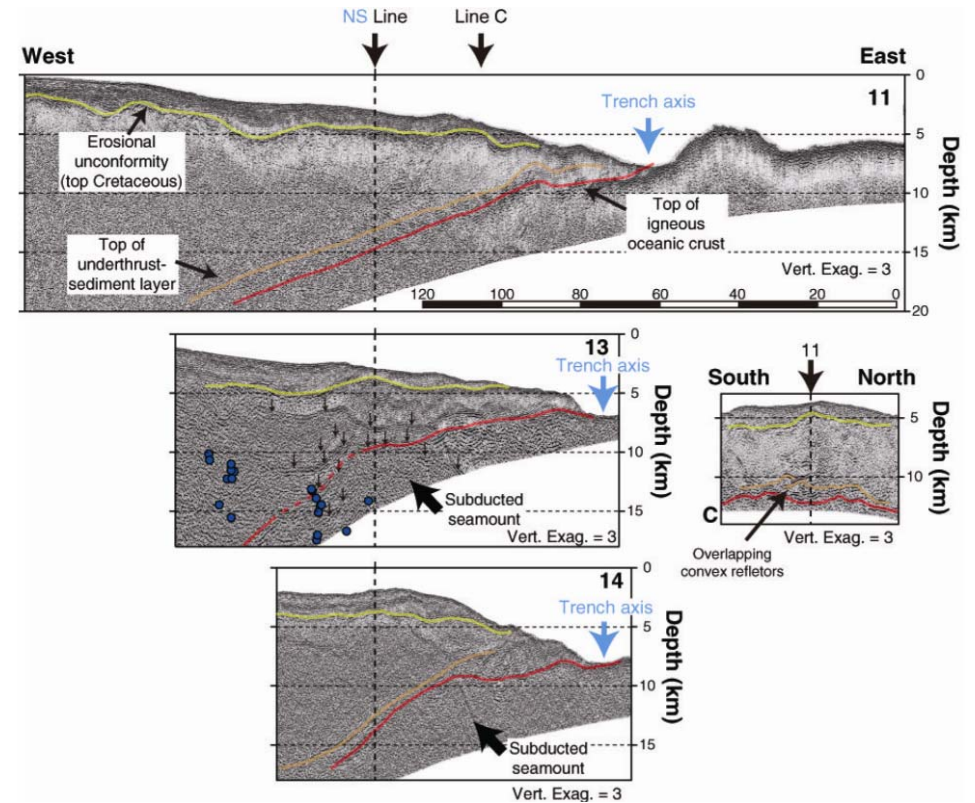 NS Line
Line C
West
East
0
11
Trench axis
5
Erosional
unconformity
(top Cretaceous)
10
Depth (km)
Top of
igneous
oceanic crust
Top of
underthrust-
sediment layer
15
Vert. Exag. = 3
120
100
80
60
40
20
0
20
0
13
Trench axis
5
10
Depth (km)
Subducted
seamount
15
Vert. Exag. = 3
11
South
North
5
10
Depth (km)
C
Vert. Exag. = 3
Overlapping
convex refletors
0
14
Trench axis
5
Depth (km)
10
Subducted
seamount
15
Vert. Exag. = 3